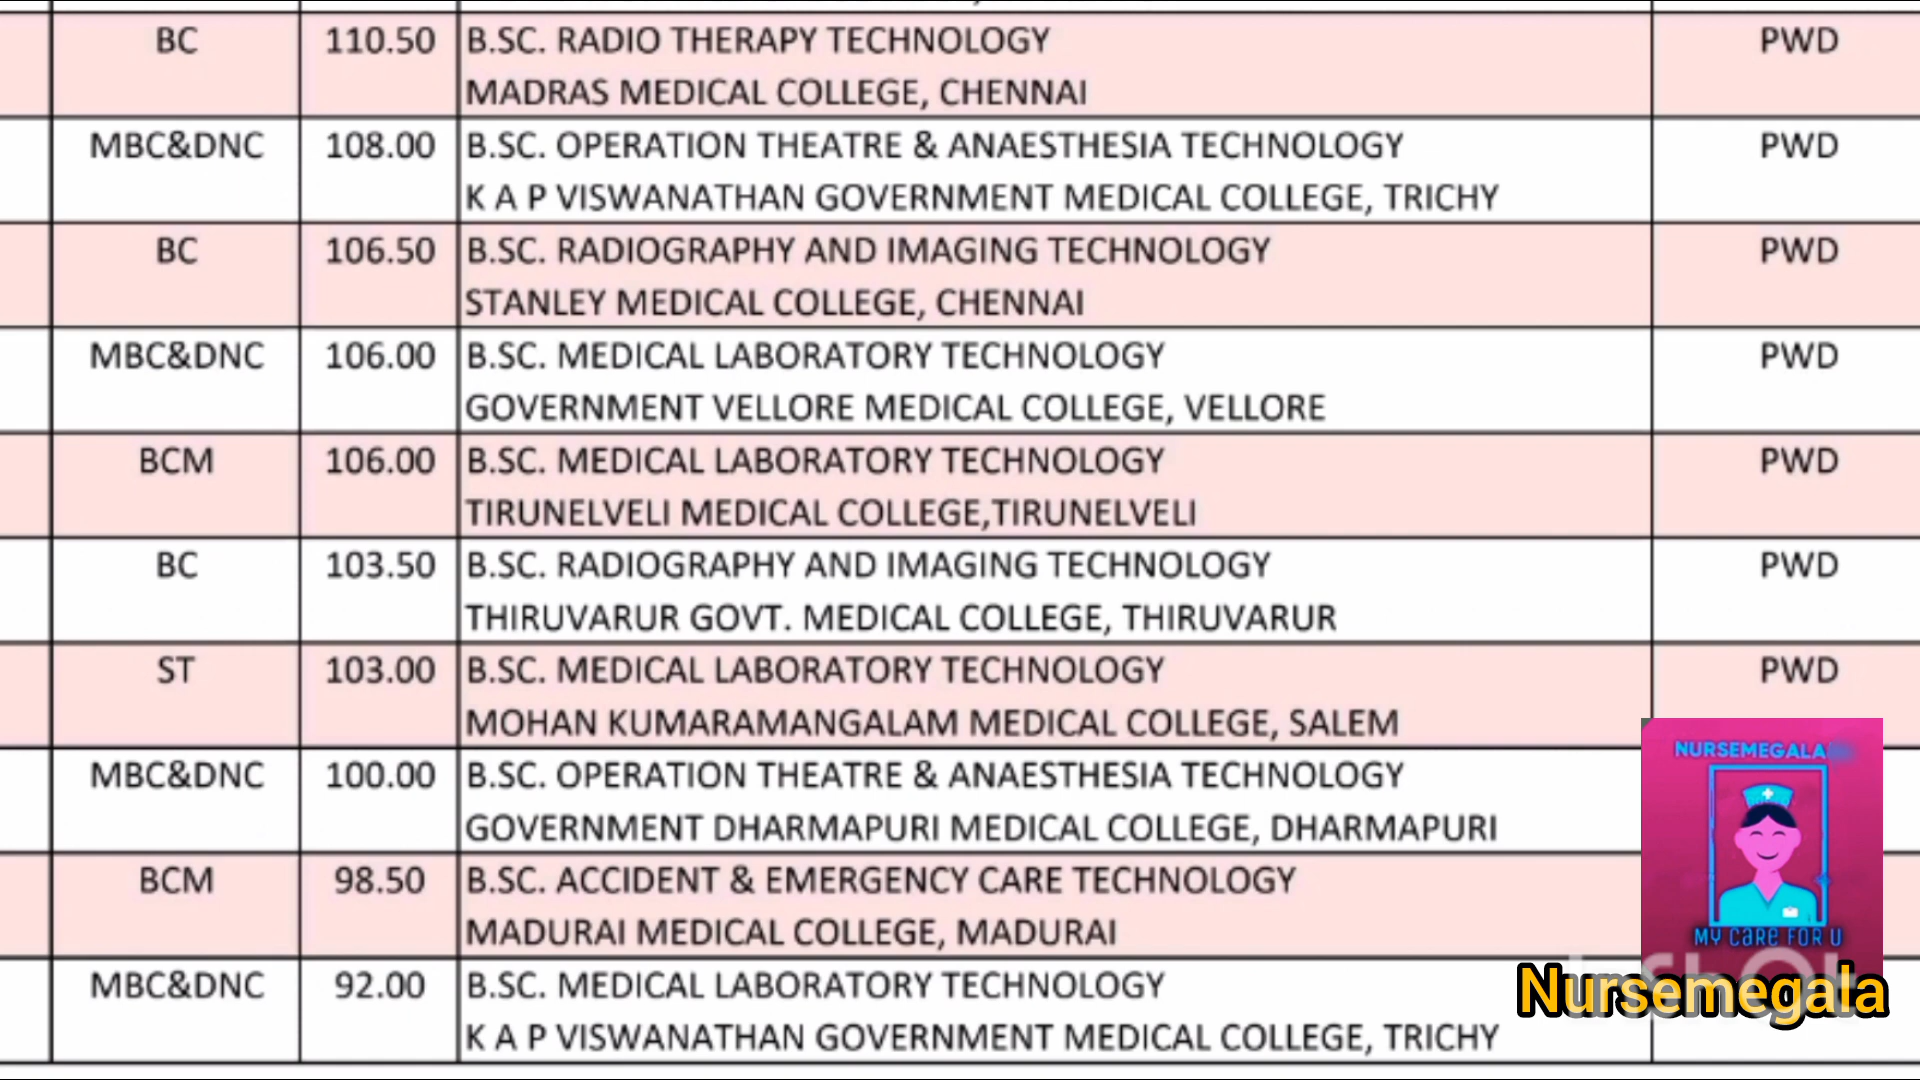 BC 110.50 B.SC. RADIO THERAPY TECHNOLOGY PWD
MADRAS MEDICAL COLLEGE, CHENNAI
MBC&DNC 108.00 B.SC. OPERATION THEATRE & ANAESTHESIA TECHNOLOGY PWD
K A P VISWANATHAN GOVERNMENT MEDICAL COLLEGE, TRICHY
BC 106.50 B.SC. RADIOGRAPHY AND IMAGING TECHNOLOGY PWD
STANLEY MEDICAL COLLEGE, CHENNAI
MBC&DNC 106.00 B.SC. MEDICAL LABORATORY TECHNOLOGY PWD
GOVERNMENT VELLORE MEDICAL COLLEGE, VELLORE
BCM 106.00 B.SC. MEDICAL LABORATORY TECHNOLOGY PWD
TIRUNELVELI MEDICAL COLLEGE,TIRUNELVELI
BC 103.50 B.SC. RADIOGRAPHY AND IMAGING TECHNOLOGY PWD
THIRUVARUR GOVT. MEDICAL COLLEGE, THIRUVARUR
ST 103.00 B.SC. MEDICAL LABORATORY TECHNOLOGY PWD
MOHAN KUMARAMANGALAM MEDICAL COLLEGE, SALEM
MBC&DNC 100.00 B.SC. OPERATION THEATRE & ANAESTHESIA TECHNOLOGY
GOVERNMENT DHARMAPURI MEDICAL COLLEGE, DHARMAPURI
BCM 98.50 B.SC. ACCIDENT & EMERGENCY CARE TECHNOLOGY
MADURAI MEDICAL COLLEGE, MADURAI
MBC&DNC 92.00 B.SC. MEDICAL LABORATORY TECHNOLOGY
K A P VISWANATHAN GOVERNMENT MEDICAL COLLEGE, TRICHY
NURSEMEGALA
MY CARE FOR U
Nursemegala